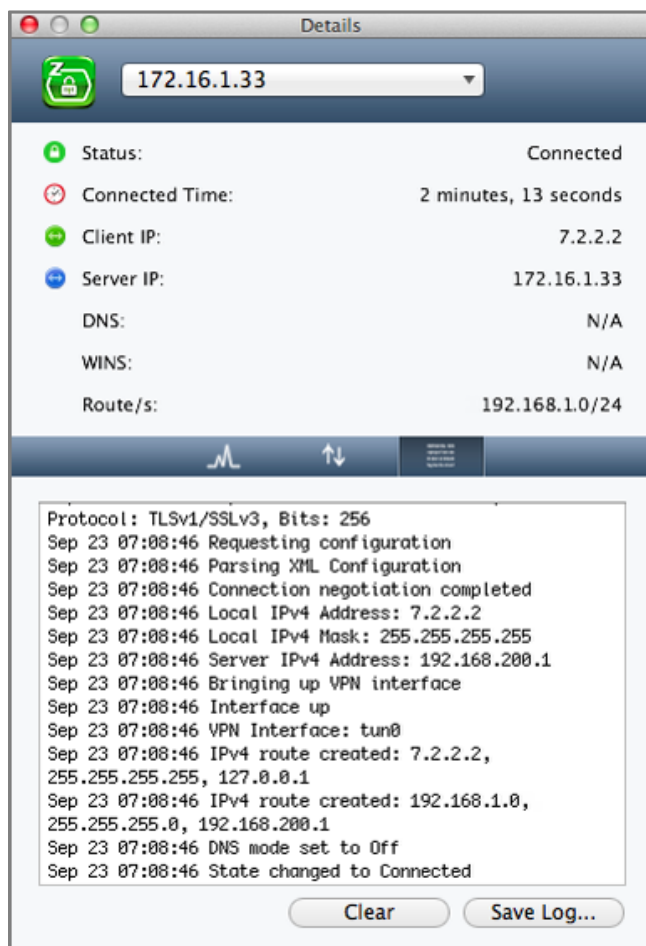 Details
172.16.1.33
Status: Connected
Connected Time: 2 minutes, 13 seconds
Client IP: 7.2.2.2
Server IP: 172.16.1.33
DNS: N/A
WINS: N/A
Route/s: 192.168.1.0/24
Protocol: TLSv1/SSLv3, Bits: 256
Sep 23 07:08:46 Requesting configuration
Sep 23 07:08:46 Parsing XML Configuration
Sep 23 07:08:46 Connection negotiation completed
Sep 23 07:08:46 Local IPv4 Address: 7.2.2.2
Sep 23 07:08:46 Local IPv4 Mask: 255.255.255.255
Sep 23 07:08:46 Server IPv4 Address: 192.168.200.1
Sep 23 07:08:46 Bringing up VPN interface
Sep 23 07:08:46 Interface up
Sep 23 07:08:46 VPN Interface: tun0
Sep 23 07:08:46 IPv4 route created: 7.2.2.2,
255.255.255.255, 127.0.0.1
Sep 23 07:08:46 IPv4 route created: 192.168.1.0,
255.255.255.0, 192.168.200.1
Sep 23 07:08:46 DNS mode set to Off
Sep 23 07:08:46 State changed to Connected
Clear Save Log...